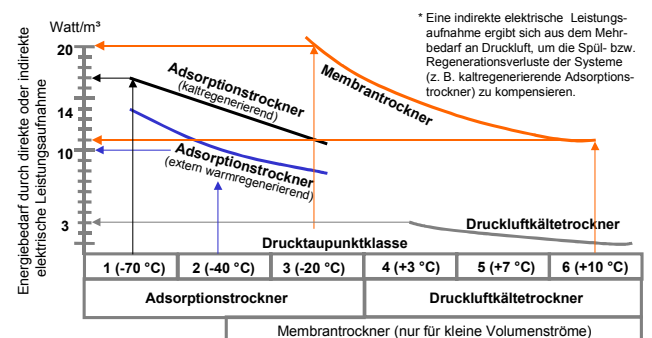 Watt/m³
* Eine indirekte elektrische Leistungs-
aufnahme ergibt sich aus dem Mehr-
bedarf an Druckluft, um die Spül- bzw.
Regenerationsverluste der Systeme
(z. B. kaltregenerierende Adsorptions-
trockner) zu kompensieren.
Energiebedarf durch direkte oder indirekte
elektrische Leistungsaufnahme
20
14
10
3
Adsorptionstrockner
(kaltregenerierend)
Membrantrockner
Adsorptionstrockner
(extern warmregenerierend)
Druckluftkältetrockner
Drucktaupunktklasse
1 (-70 °C) 2 (-40 °C) 3 (-20 °C) 4 (+3 °C) 5 (+7 °C) 6 (+10 °C)
Adsorptionstrockner Druckluftkältetrockner
Membrantrockner (nur für kleine Volumenströme)